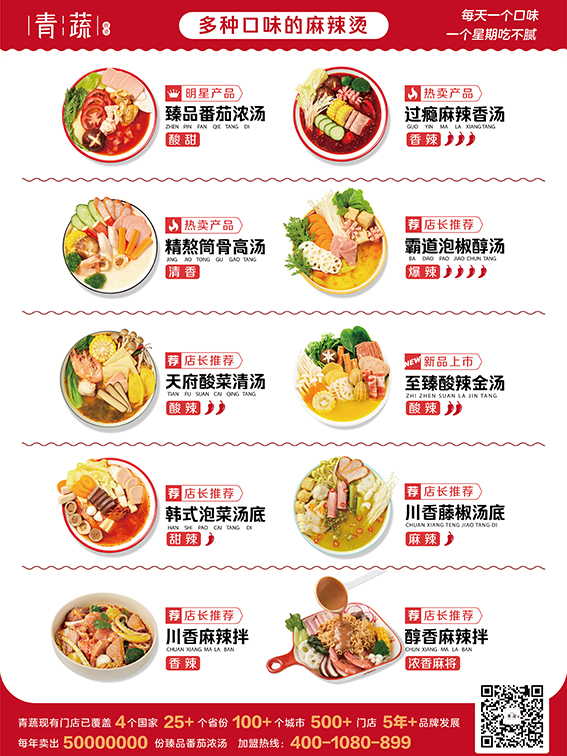 青蔬
多种口味的麻辣烫
每天一个口味
一个星期吃不腻
明星产品
臻品番茄浓汤
ZHEN PIN FAN QIE TANG DI
酸甜
热卖产品
过瘾麻辣香汤
GUO YIN MA LA XIANG TANG
香辣
热卖产品
精熬筒骨高汤
JING AO TONG GU GAO TANG
清香
荐 店长推荐
霸道泡椒醇汤
BA DAO PAO JIAO CHUN TANG
爆辣
荐 店长推荐
天府酸菜清汤
TIAN FU SUAN CAI QING TANG
酸辣
NEW 新品上市
至臻酸辣金汤
ZHI ZHEN SUAN LA JIN TANG
酸辣
荐 店长推荐
韩式泡菜汤底
HAN SHI PAO CAI TANG DI
甜辣
荐 店长推荐
川香藤椒汤底
CHUAN XIANG TENG JIAO TANG DI
麻辣
荐 店长推荐
川香麻辣拌
CHUAN XIANG MA LA BAN
香辣
荐 店长推荐
醇香麻辣拌
CHUN XIANG MA LA BAN
浓香麻将
青蔬现有门店已覆盖 4个国家 25+个省份 100+个城市 500+门店 5年+品牌发展
每年卖出 50000000 份臻品番茄浓汤 加盟热线：400-1080-899